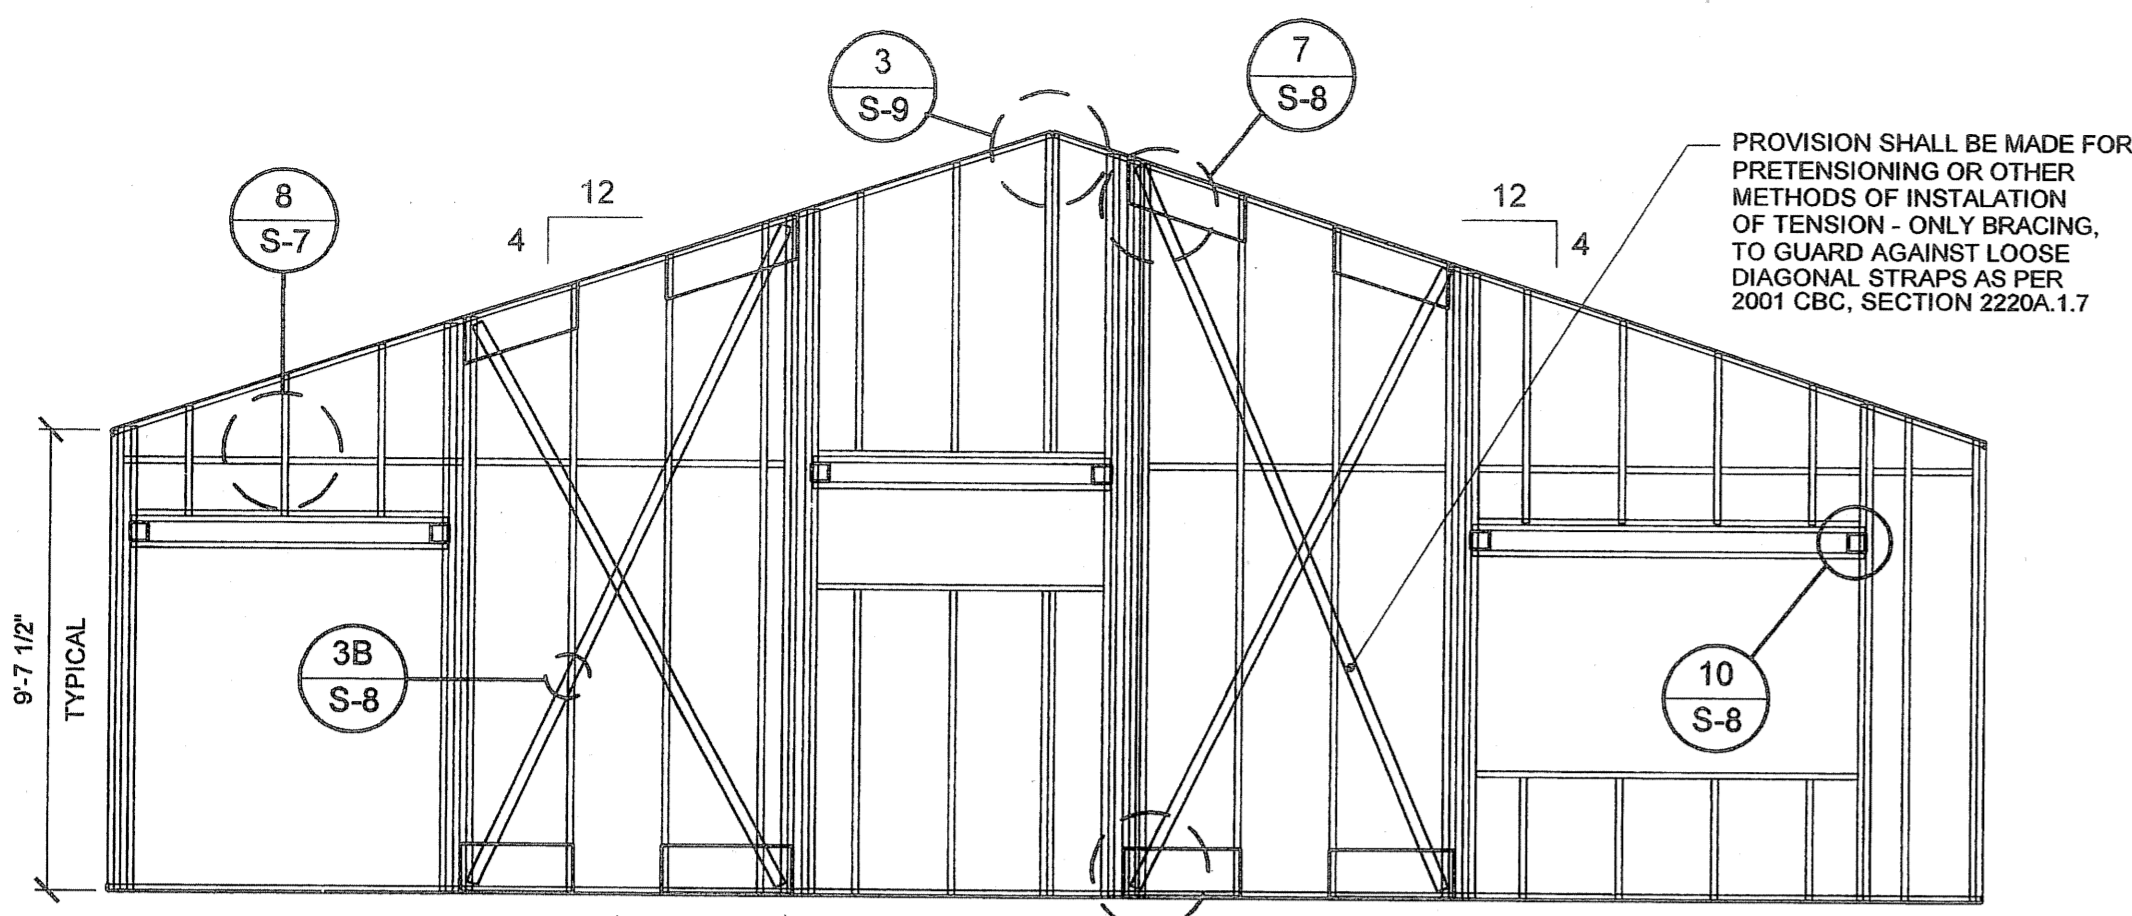 3
S-9
7
S-8
PROVISION SHALL BE MADE FOR
PRETENSIONING OR OTHER
METHODS OF INSTALATION
OF TENSION - ONLY BRACING,
TO GUARD AGAINST LOOSE
DIAGONAL STRAPS AS PER
2001 CBC, SECTION 2220A.1.7
8
S-7
12
4
12
4
9'-7 1/2"
TYPICAL
3B
S-8
10
S-8